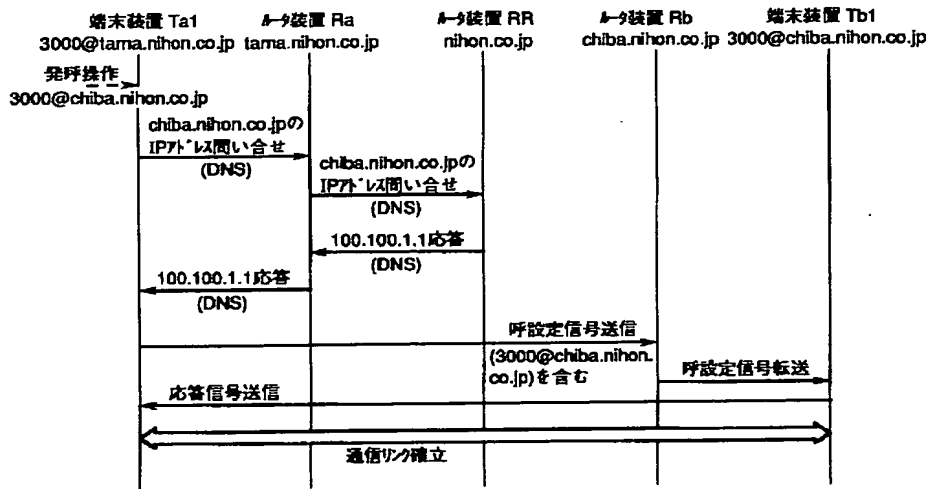 端末装置 Ta1
3000@tama.nihon.co.jp
ルータ装置 Ra
tama.nihon.co.jp
ルータ装置 RR
nihon.co.jp
ルータ装置 Rb
chiba.nihon.co.jp
端末装置 Tb1
3000@chiba.nihon.co.jp
発呼操作
3000@chiba.nihon.co.jp
chiba.nihon.co.jpの
IPアドレス問い合せ
(DNS)
chiba.nihon.co.jpの
IPアドレス問い合せ
(DNS)
100.100.1.1応答
(DNS)
100.100.1.1応答
(DNS)
呼設定信号送信
(3000@chiba.nihon.
co.jp)を含む
呼設定信号転送
応答信号送信
通信リンク確立